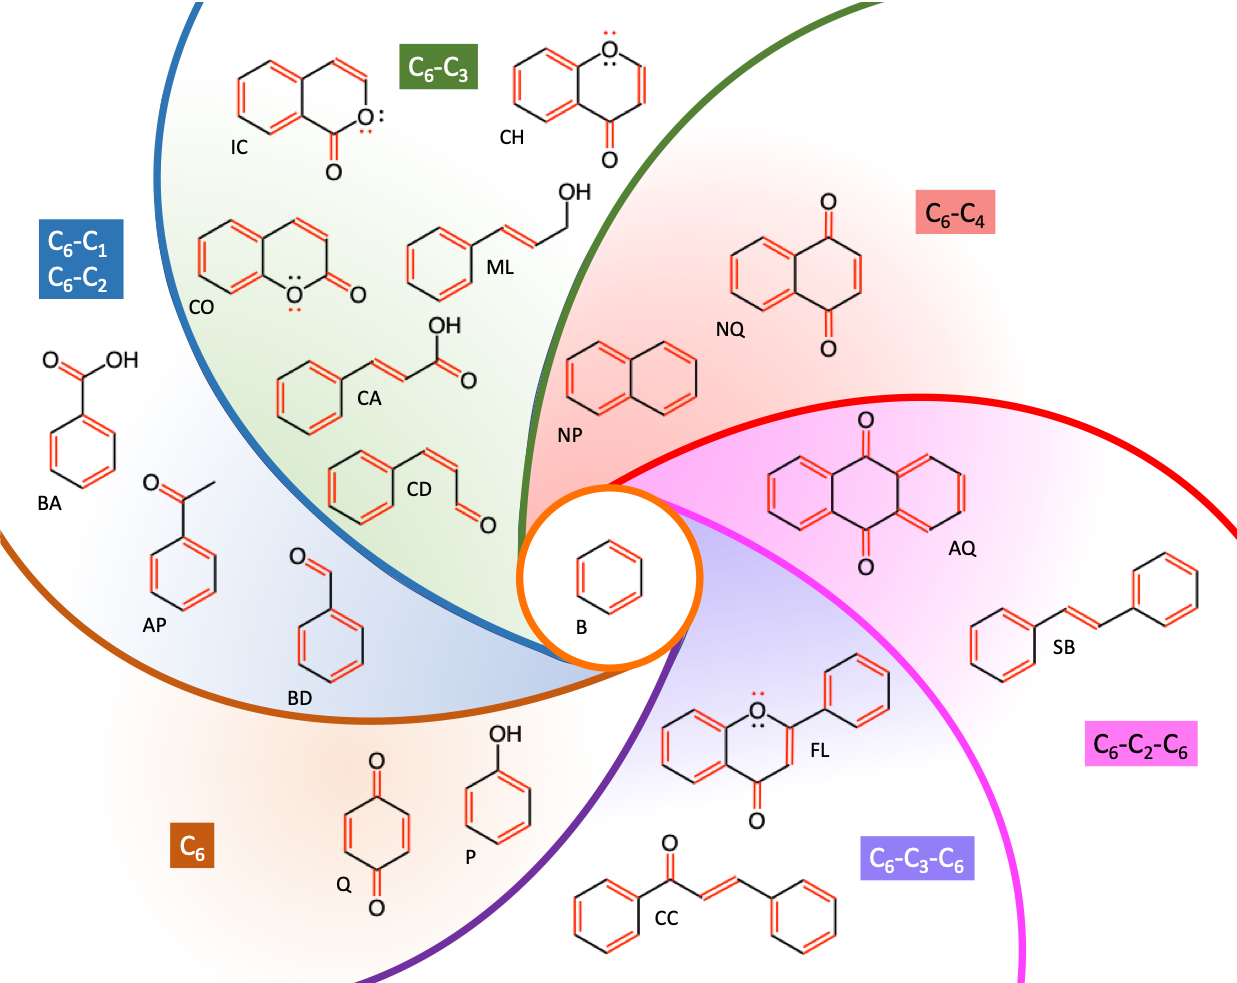 C₆-C₃
O
IC
O
O
CH
O
C₆-C₄
O
NQ
O
C₆-C₁
C₆-C₂
CO
O
O
OH
ML
OH
O
CA
NP
O
OH
BA
O
AP
CD
O
O
AQ
O
O
BD
B
SB
C₆-C₂-C₆
O
FL
O
C₆-C₃-C₆
OH
P
O
Q
O
C₆
O
CC